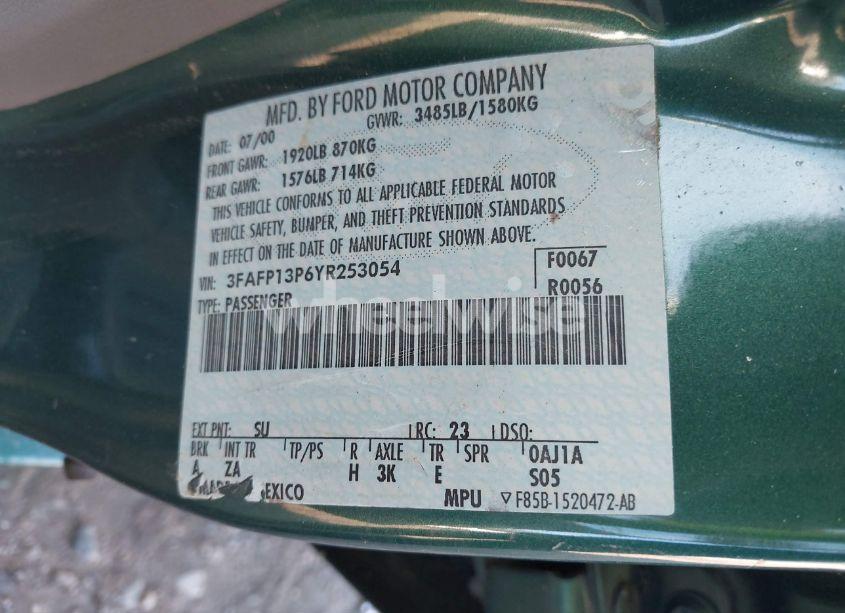 MFD. BY FORD MOTOR COMPANY
DATE: 07/00 GVWR: 3485LB/1580KG
FRONT GAWR: 1920LB 870KG
REAR GAWR: 1576LB 714KG
THIS VEHICLE CONFORMS TO ALL APPLICABLE FEDERAL MOTOR
VEHICLE SAFETY, BUMPER, AND THEFT PREVENTION STANDARDS
IN EFFECT ON THE DATE OF MANUFACTURE SHOWN ABOVE.
VIN: 3FAFP13P6YR253054 F0067
TYPE: PASSENGER R0056
wheelwise
EXT PNT: SU RC: 23 DSO:
BRK INT TR TP/PS R AXLE TR SPR 0AJ1A
A ZA H 3K E S05
EXICO MPU ▽ F85B-1520472-AB